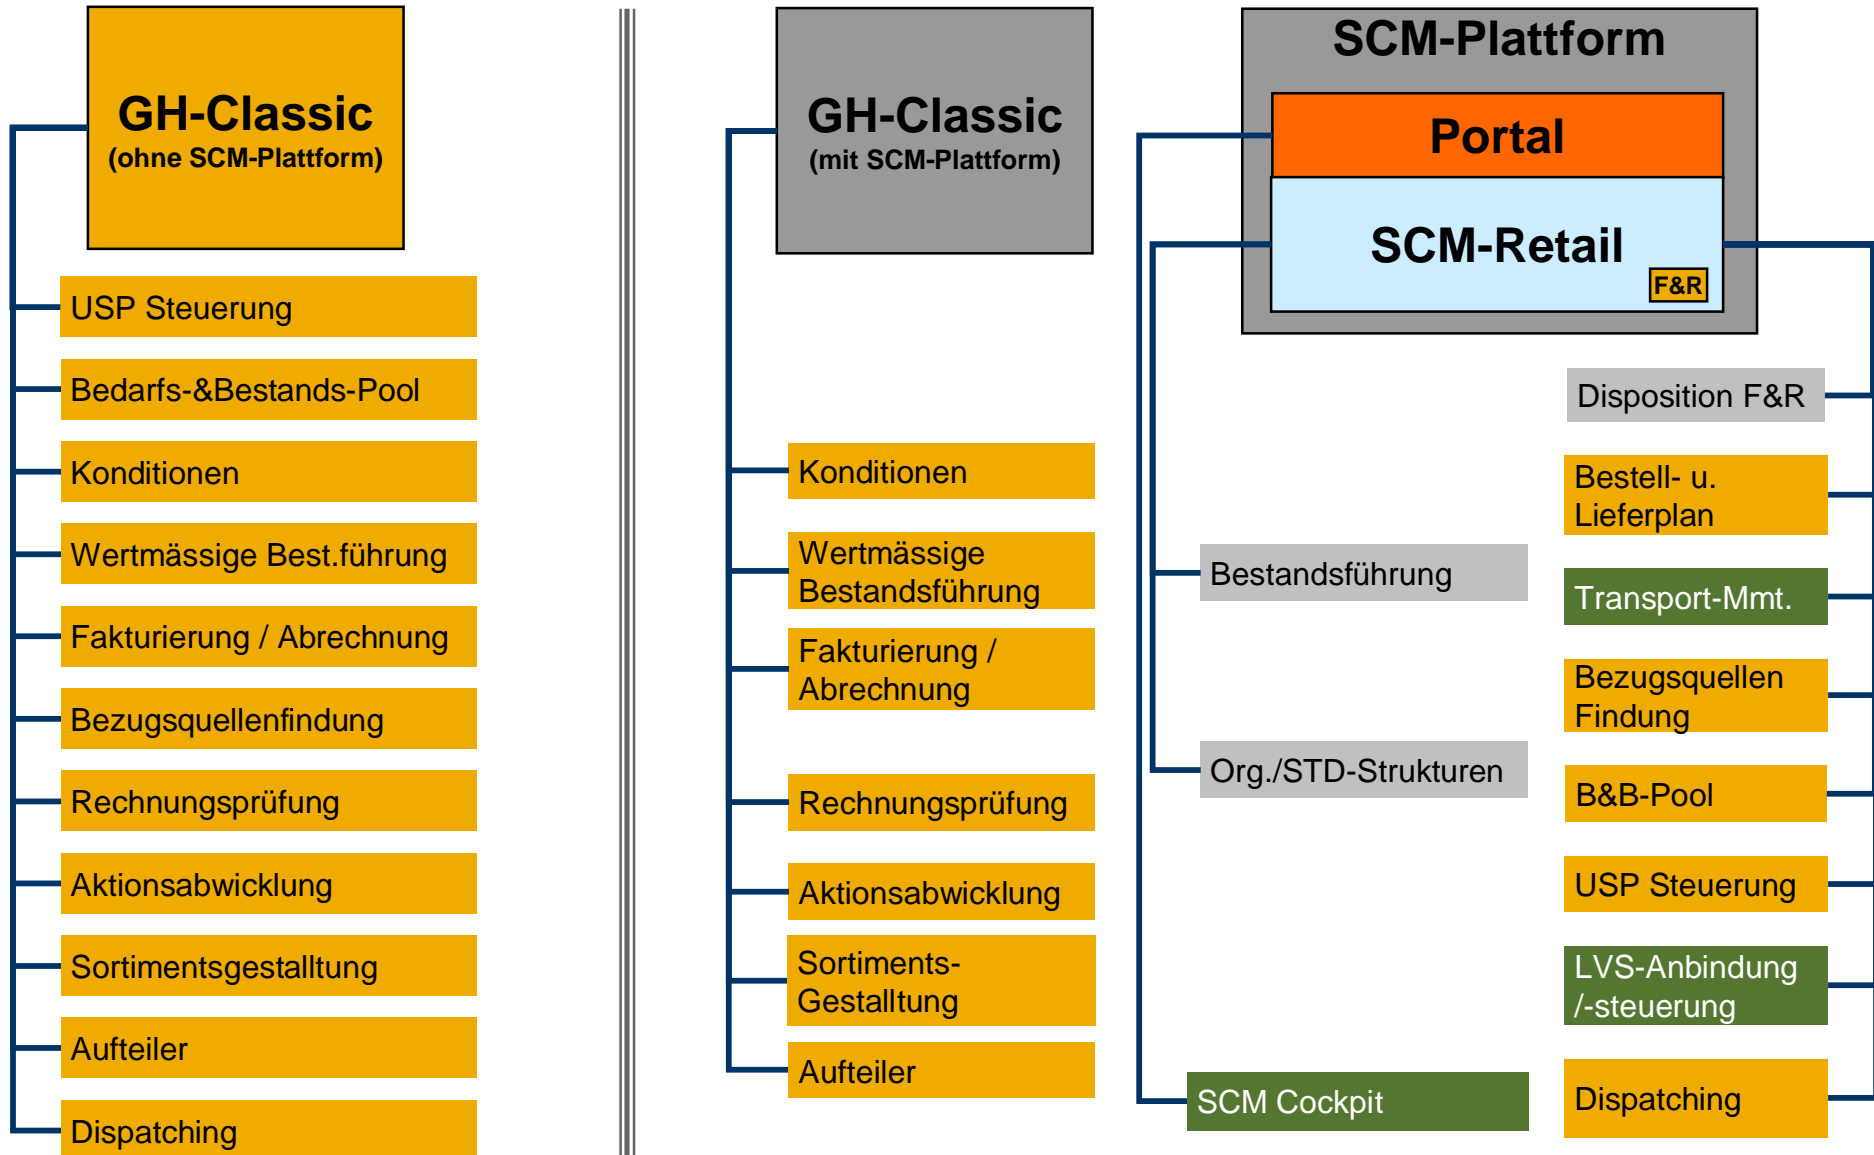 GH-Classic
(ohne SCM-Plattform)
USP Steuerung
Bedarfs-&Bestands-Pool
Konditionen
Wertmässige Best.führung
Fakturierung / Abrechnung
Bezugsquellenfindung
Rechnungsprüfung
Aktionsabwicklung
Sortimentsgestalltung
Aufteiler
Dispatching
GH-Classic
(mit SCM-Plattform)
Konditionen
Wertmässige
Bestandsführung
Fakturierung /
Abrechnung
Rechnungsprüfung
Aktionsabwicklung
Sortiments-
Gestalltung
Aufteiler
SCM-Plattform
Portal
SCM-Retail
F&R
Bestandsführung
Org./STD-Strukturen
SCM Cockpit
Disposition F&R
Bestell- u.
Lieferplan
Transport-Mmt.
Bezugsquellen
Findung
B&B-Pool
USP Steuerung
LVS-Anbindung
/-steuerung
Dispatching